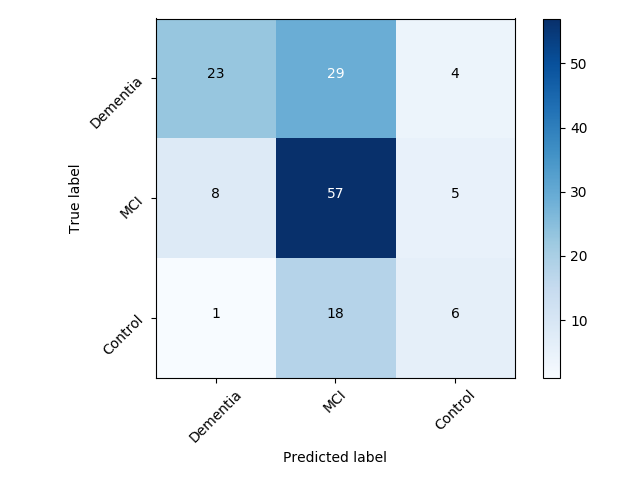 Dementia
23 29 4
MCI
8 57 5
Control
1 18 6
Dementia MCI Control
True label
Predicted label
50
40
30
20
10